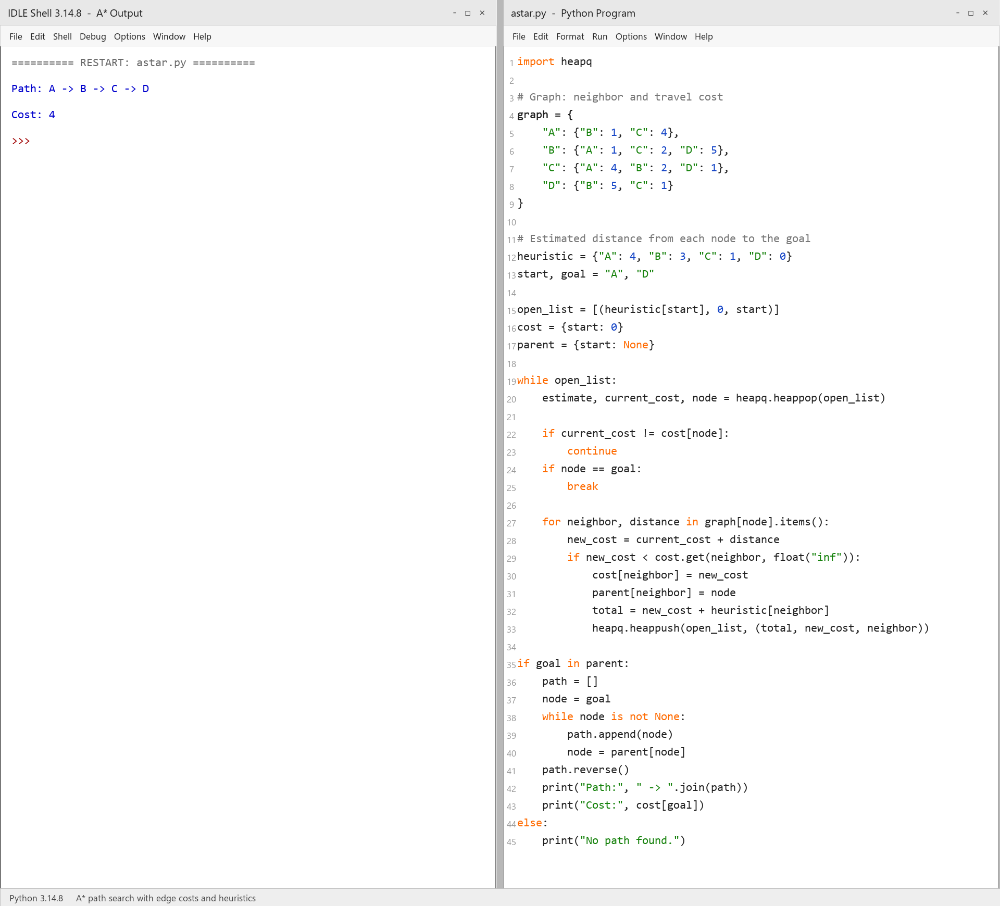 IDLE Shell 3.14.8 - A* Output
File Edit Shell Debug Options Window Help
========== RESTART: astar.py ==========
Path: A -> B -> C -> D
Cost: 4
>>>
astar.py - Python Program
File Edit Format Run Options Window Help
1 import heapq
2
3 # Graph: neighbor and travel cost
4 graph = {
5     "A": {"B": 1, "C": 4},
6     "B": {"A": 1, "C": 2, "D": 5},
7     "C": {"A": 4, "B": 2, "D": 1},
8     "D": {"B": 5, "C": 1}
9 }
10
11 # Estimated distance from each node to the goal
12 heuristic = {"A": 4, "B": 3, "C": 1, "D": 0}
13 start, goal = "A", "D"
14
15 open_list = [(heuristic[start], 0, start)]
16 cost = {start: 0}
17 parent = {start: None}
18
19 while open_list:
20     estimate, current_cost, node = heapq.heappop(open_list)
21
22     if current_cost != cost[node]:
23         continue
24     if node == goal:
25         break
26
27     for neighbor, distance in graph[node].items():
28         new_cost = current_cost + distance
29         if new_cost < cost.get(neighbor, float("inf")):
30             cost[neighbor] = new_cost
31             parent[neighbor] = node
32             total = new_cost + heuristic[neighbor]
33             heapq.heappush(open_list, (total, new_cost, neighbor))
34
35 if goal in parent:
36     path = []
37     node = goal
38     while node is not None:
39         path.append(node)
40         node = parent[node]
41     path.reverse()
42     print("Path:", " -> ".join(path))
43     print("Cost:", cost[goal])
44 else:
45     print("No path found.")
Python 3.14.8 A* path search with edge costs and heuristics